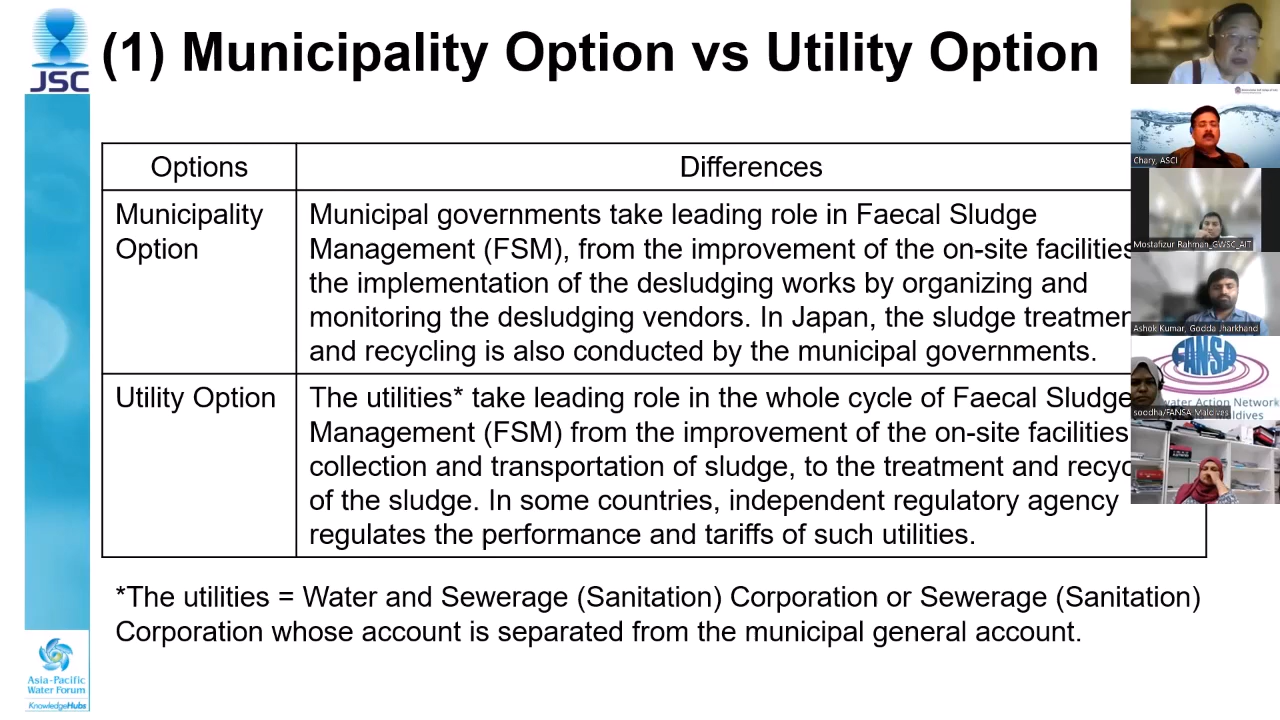 (1) Municipality Option vs Utility Option
JSC
Options
Differences
Municipality
Option
Municipal governments take leading role in Faecal Sludge
Management (FSM), from the improvement of the on-site facilities
the implementation of the desludging works by organizing and
monitoring the desludging vendors. In Japan, the sludge treatmen
and recycling is also conducted by the municipal governments.
Utility Option
The utilities* take leading role in the whole cycle of Faecal Sludge
Management (FSM) from the improvement of the on-site facilities
collection and transportation of sludge, to the treatment and recyc
of the sludge. In some countries, independent regulatory agency
regulates the performance and tariffs of such utilities.
*The utilities = Water and Sewerage (Sanitation) Corporation or Sewerage (Sanitation)
Corporation whose account is separated from the municipal general account.
Asia-Pacific
Water Forum
KnowledgeHubs
Chary, ASCI
Mostafizur Rahman_GWSC_AIT
Ashok Kumar, Godda Jharkhand
FANSA
water Action Network
soodha/FANSA Maldives
ldives